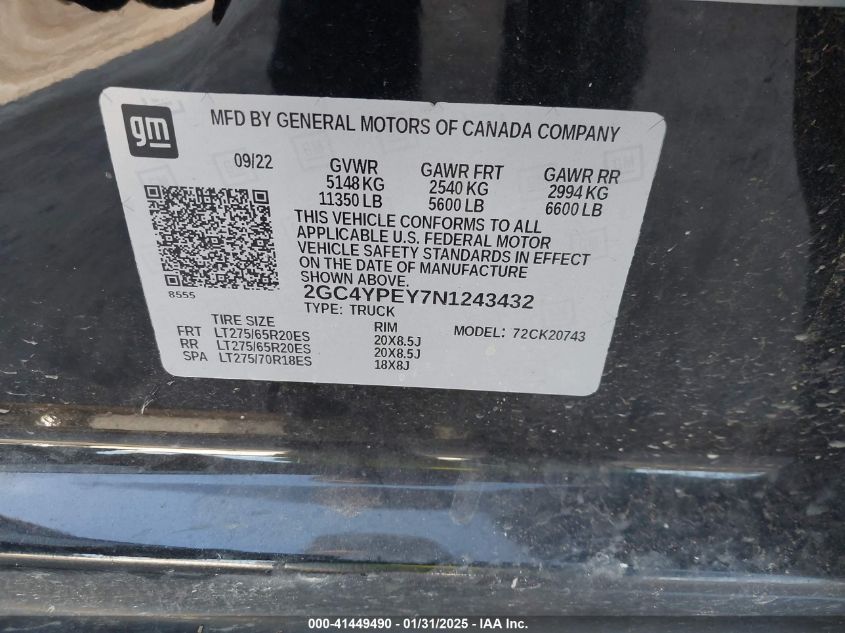 gm
MFD BY GENERAL MOTORS OF CANADA COMPANY
09/22 GVWR GAWR FRT GAWR RR
5148 KG 2540 KG 2994 KG
11350 LB 5600 LB 6600 LB
THIS VEHICLE CONFORMS TO ALL
APPLICABLE U.S. FEDERAL MOTOR
VEHICLE SAFETY STANDARDS IN EFFECT
ON THE DATE OF MANUFACTURE
SHOWN ABOVE.
8555
2GC4YPEY7N1243432
TYPE: TRUCK
TIRE SIZE RIM MODEL: 72CK20743
FRT LT275/65R20ES 20X8.5J
RR LT275/65R20ES 20X8.5J
SPA LT275/70R18ES 18X8J
000-41449490 - 01/31/2025 - IAA Inc.